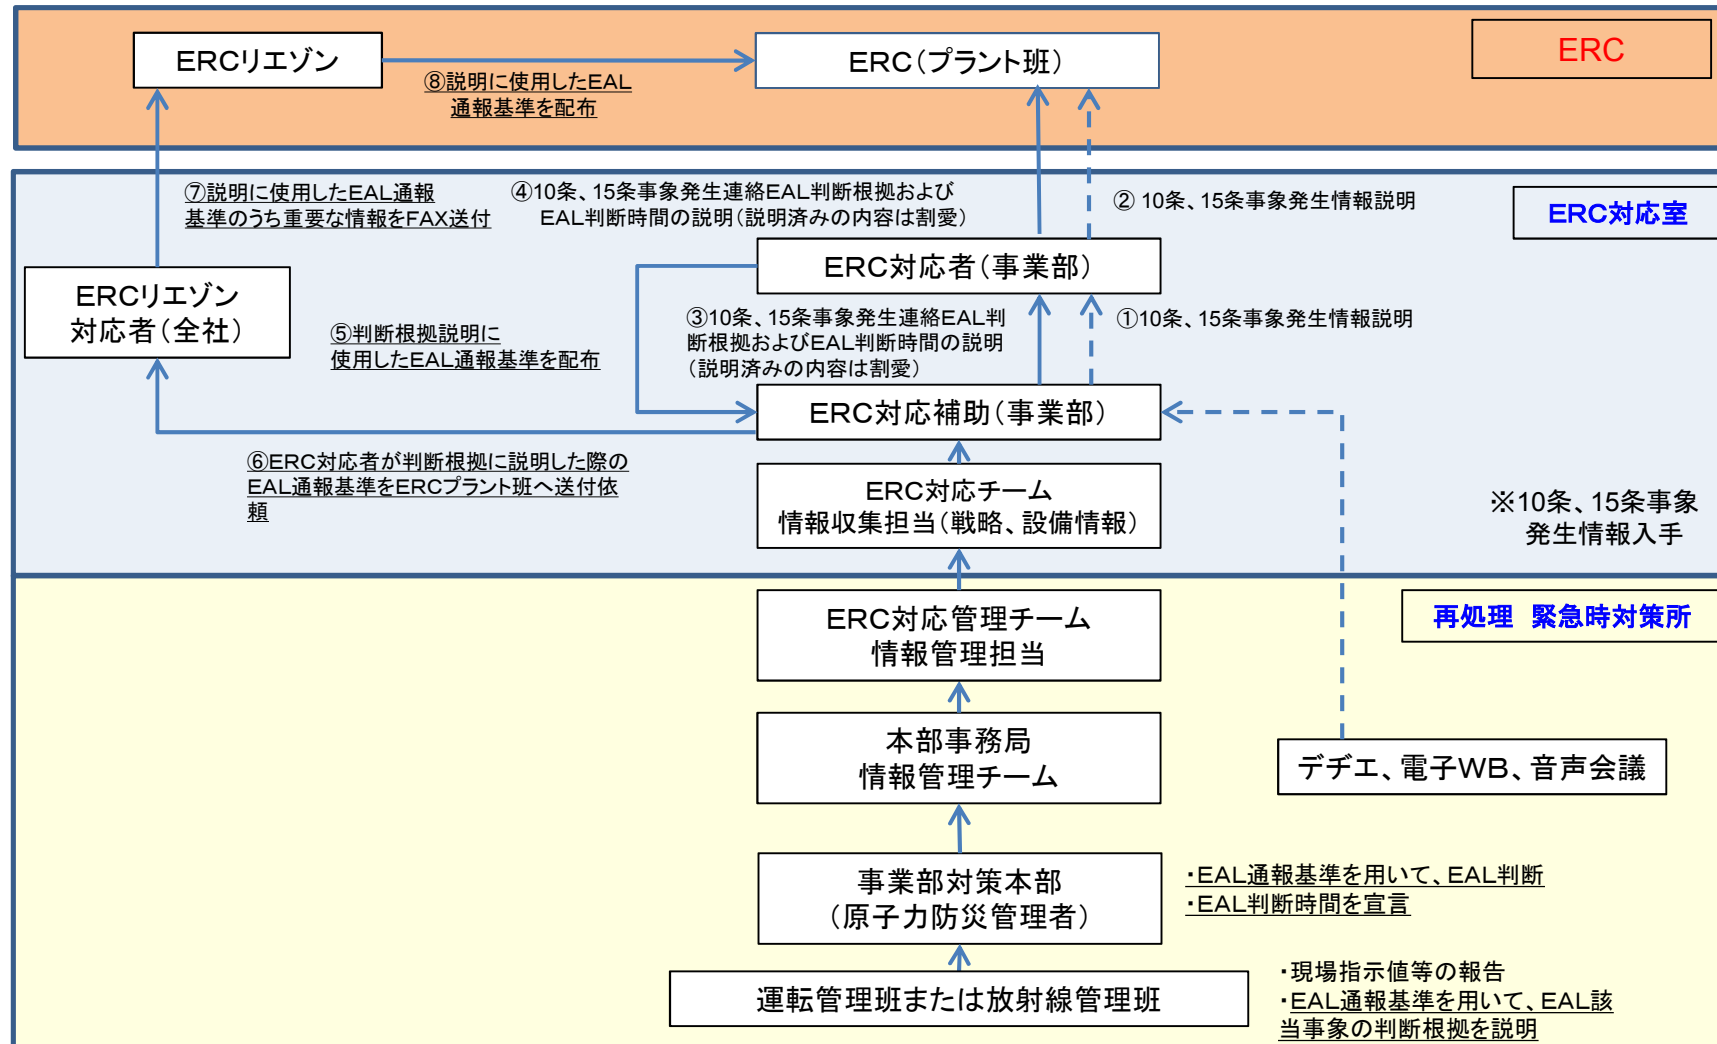 ERCリエゾン
ERC(プラント班)
ERC
⑧説明に使用したEAL
通報基準を配布
⑦説明に使用したEAL通報
基準のうち重要な情報をFAX送付
④10条、15条事象発生連絡EAL判断根拠および
EAL判断時間の説明(説明済みの内容は割愛)
② 10条、15条事象発生情報説明
ERC対応室
ERC対応者(事業部)
ERCリエゾン
対応者(全社)
⑤判断根拠説明に
使用したEAL通報基準を配布
③10条、15条事象発生連絡EAL判
断根拠およびEAL判断時間の説明
(説明済みの内容は割愛)
①10条、15条事象発生情報説明
ERC対応補助(事業部)
⑥ERC対応者が判断根拠に説明した際の
EAL通報基準をERCプラント班へ送付依
頼
ERC対応チーム
情報収集担当(戦略、設備情報)
※10条、15条事象
発生情報入手
再処理 緊急時対策所
ERC対応管理チーム
情報管理担当
本部事務局
情報管理チーム
デヂエ、電子WB、音声会議
事業部対策本部
(原子力防災管理者)
・EAL通報基準を用いて、EAL判断
・EAL判断時間を宣言
運転管理班または放射線管理班
・現場指示値等の報告
・EAL通報基準を用いて、EAL該
当事象の判断根拠を説明